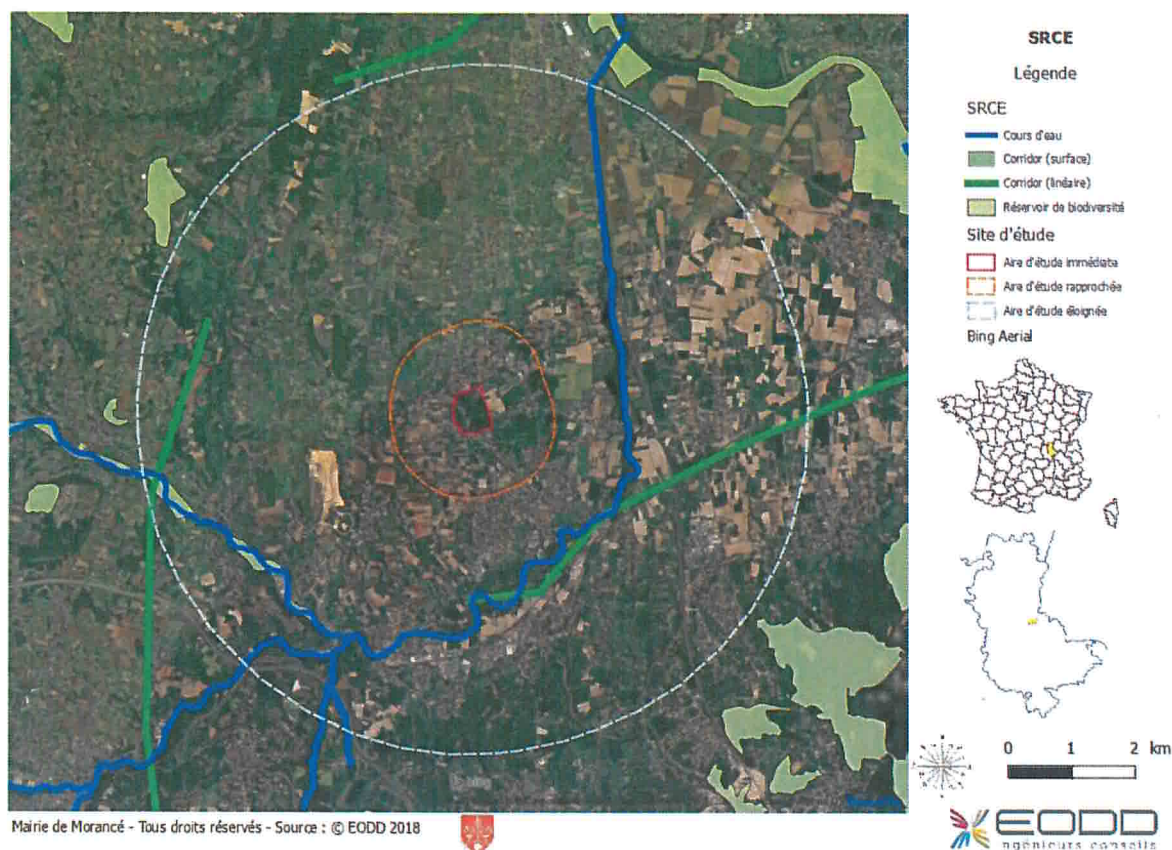 SRCE
Légende
SRCE
Cours d'eau
Corridor (surface)
Corridor (linéaire)
Réservoir de biodiversité
Site d'étude
Aire d'étude immédiate
Aire d'étude rapprochée
Aire d'étude éloignée
Bing Aerial
0 1 2 km
Mairie de Morancé - Tous droits réservés - Source : © EODD 2018
EODD
ingénieurs conseils